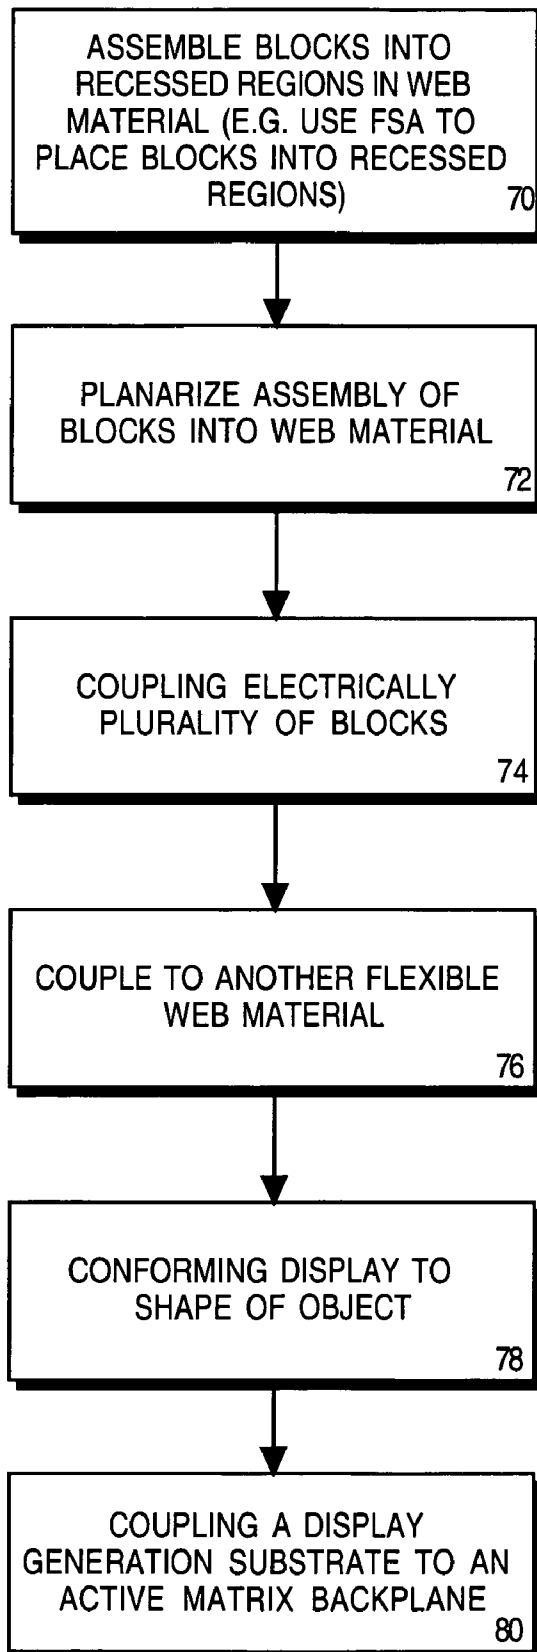 ASSEMBLE BLOCKS INTO
RECESSED REGIONS IN WEB
MATERIAL (E.G. USE FSA TO
PLACE BLOCKS INTO RECESSED
REGIONS)
70
PLANARIZE ASSEMBLY OF
BLOCKS INTO WEB MATERIAL
72
COUPLING ELECTRICALLY
PLURALITY OF BLOCKS
74
COUPLE TO ANOTHER FLEXIBLE
WEB MATERIAL
76
CONFORMING DISPLAY TO
SHAPE OF OBJECT
78
COUPLING A DISPLAY
GENERATION SUBSTRATE TO AN
ACTIVE MATRIX BACKPLANE
80